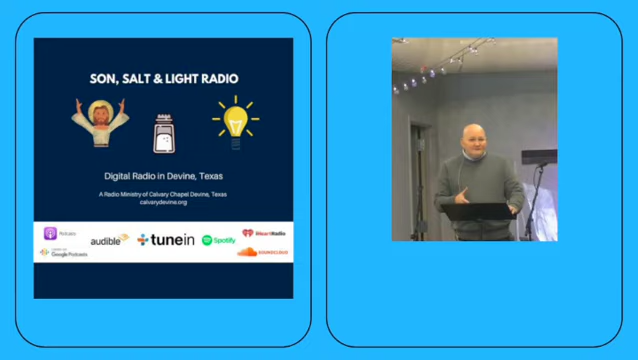 SON, SALT & LIGHT RADIO
Digital Radio in Devine, Texas
A Radio Ministry of Calvary Chapel Devine, Texas
calvarydevine.org
Podcasts
audible
tunein
Spotify
iHeartRadio
Google Podcasts
SOUNDCLOUD